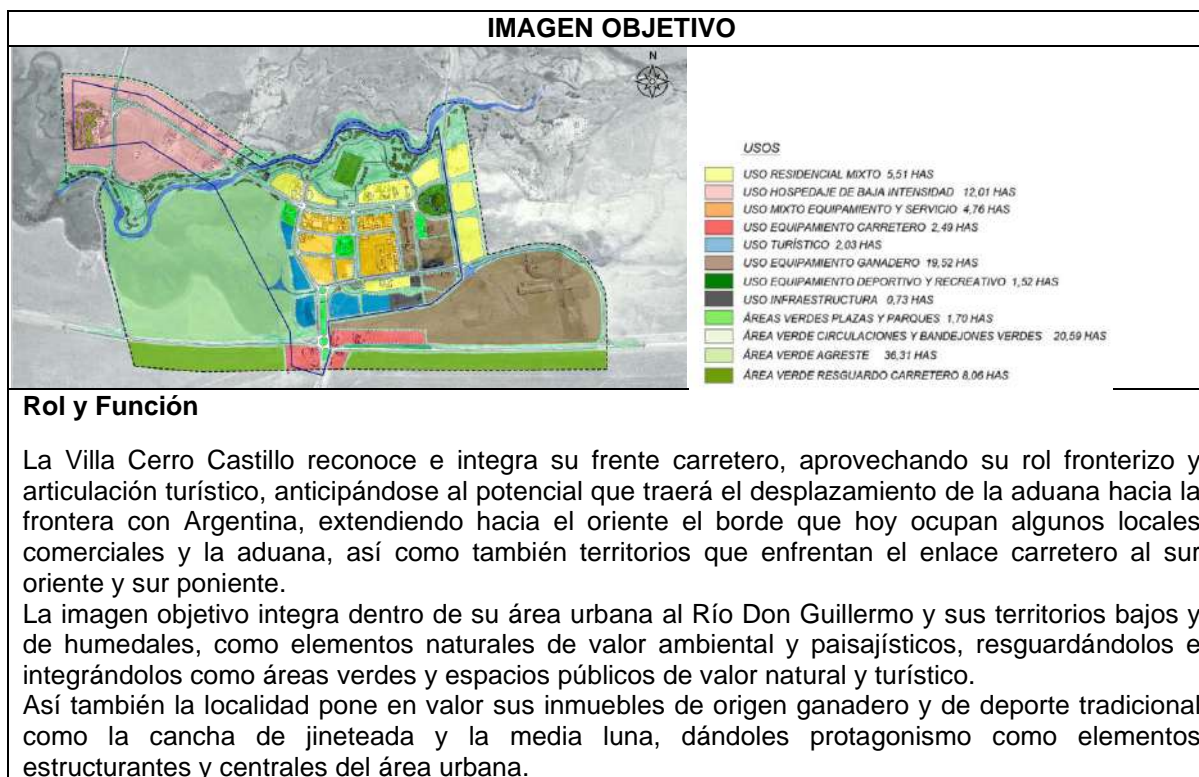 IMAGEN OBJETIVO
N
USOS
USO RESIDENCIAL MIXTO 5,51 HAS
USO HOSPEDAJE DE BAJA INTENSIDAD 12,01 HAS
USO MIXTO EQUIPAMIENTO Y SERVICIO 4,76 HAS
USO EQUIPAMIENTO CARRETERO 2,49 HAS
USO TURÍSTICO 2,03 HAS
USO EQUIPAMIENTO GANADERO 19,52 HAS
USO EQUIPAMIENTO DEPORTIVO Y RECREATIVO 1,52 HAS
USO INFRAESTRUCTURA 0,73 HAS
ÁREAS VERDES PLAZAS Y PARQUES 1,70 HAS
ÁREA VERDE CIRCULACIONES Y BANDEJONES VERDES 20,59 HAS
ÁREA VERDE AGRESTE 36,31 HAS
ÁREA VERDE RESGUARDO CARRETERO 8,06 HAS
Rol y Función
La Villa Cerro Castillo reconoce e integra su frente carretero, aprovechando su rol fronterizo y
articulación turístico, anticipándose al potencial que traerá el desplazamiento de la aduana hacia la
frontera con Argentina, extendiendo hacia el oriente el borde que hoy ocupan algunos locales
comerciales y la aduana, así como también territorios que enfrentan el enlace carretero al sur
oriente y sur poniente.
La imagen objetivo integra dentro de su área urbana al Río Don Guillermo y sus territorios bajos y
de humedales, como elementos naturales de valor ambiental y paisajísticos, resguardándolos e
integrándolos como áreas verdes y espacios públicos de valor natural y turístico.
Así también la localidad pone en valor sus inmuebles de origen ganadero y de deporte tradicional
como la cancha de jineteada y la media luna, dándoles protagonismo como elementos
estructurantes y centrales del área urbana.